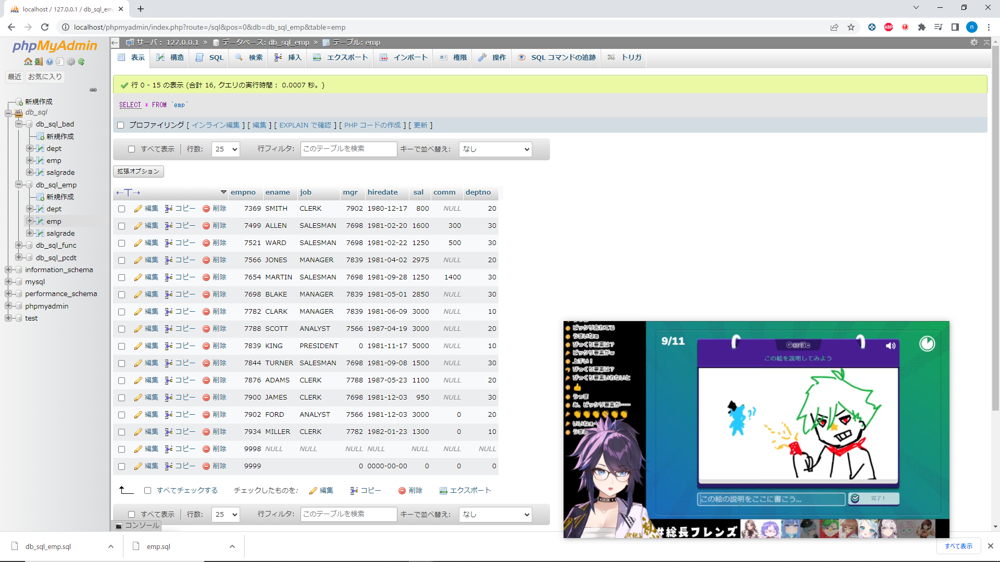 localhost / 127.0.0.1 / db_sql_em
localhost/phpmyadmin/index.php?route=/sql&pos=0&db=db_sql_emp&table=emp
ABP
n
phpMyAdmin
最近 お気に入り
新規作成
db_sql
db_sql_bad
新規作成
dept
emp
salgrade
db_sql_emp
新規作成
dept
emp
salgrade
db_sql_func
db_sql_pcdt
information_schema
mysql
performance_schema
phpmyadmin
test
サーバ: 127.0.0.1 » データベース: db_sql_emp » テーブル: emp
表示 構造 SQL 検索 挿入 エクスポート インポート 権限 操作 SQL コマンドの追跡 トリガ
行 0 - 15 の表示 (合計 16, クエリの実行時間: 0.0007 秒。)
SELECT * FROM `emp`
プロファイリング [ インライン編集 ] [ 編集 ] [ EXPLAIN で確認 ] [ PHP コードの作成 ] [ 更新 ]
すべて表示 行数: 25 行フィルタ: このテーブルを検索 キーで並べ替え: なし
拡張オプション
empno ename job mgr hiredate sal comm deptno
編集 コピー 削除 7369 SMITH CLERK 7902 1980-12-17 800 NULL 20
編集 コピー 削除 7499 ALLEN SALESMAN 7698 1981-02-20 1600 300 30
編集 コピー 削除 7521 WARD SALESMAN 7698 1981-02-22 1250 500 30
編集 コピー 削除 7566 JONES MANAGER 7839 1981-04-02 2975 NULL 20
編集 コピー 削除 7654 MARTIN SALESMAN 7698 1981-09-28 1250 1400 30
編集 コピー 削除 7698 BLAKE MANAGER 7839 1981-05-01 2850 NULL 30
編集 コピー 削除 7782 CLARK MANAGER 7839 1981-06-09 3000 NULL 10
編集 コピー 削除 7788 SCOTT ANALYST 7566 1987-04-19 3000 NULL 20
編集 コピー 削除 7839 KING PRESIDENT 0 1981-11-17 5000 NULL 10
編集 コピー 削除 7844 TURNER SALESMAN 7698 1981-09-08 1500 NULL 30
編集 コピー 削除 7876 ADAMS CLERK 7788 1987-05-23 1100 NULL 20
編集 コピー 削除 7900 JAMES CLERK 7698 1981-12-03 950 NULL 30
編集 コピー 削除 7902 FORD ANALYST 7566 1981-12-03 3000 0 20
編集 コピー 削除 7934 MILLER CLERK 7782 1982-01-23 1300 0 10
編集 コピー 削除 9998 NULL NULL NULL NULL NULL NULL NULL
編集 コピー 削除 9999 0 0000-00-00 0 0 0
すべてチェックする チェックしたものを: 編集 コピー 削除 エクスポート
すべて表示 行数: 25 行フィルタ: このテーブルを検索 キーで並べ替え: なし
コンソール
ビックリ忘れてる
うまいなぁ
びっくり要素は?
ビックリ要素がw
上手い!
びっくり要素は?
びっくり要素いれないと
うっま
あ、ビックリ要素が……
いいねぇ〜
うまし
9/11
Gartic
この絵を説明してみよう
??
この絵の説明をここに書こう...
完了!
#総長フレンズ
db_sql_emp.sql
emp.sql
すべて表示